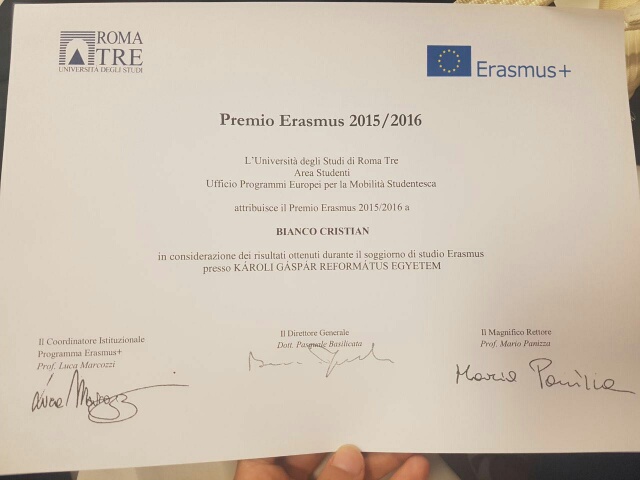 ROMA
TRE
UNIVERSITÀ DEGLI STUDI
Erasmus+
Premio Erasmus 2015/2016
L'Università degli Studi di Roma Tre
Area Studenti
Ufficio Programmi Europei per la Mobilità Studentesca
attribuisce il Premio Erasmus 2015/2016 a
BIANCO CRISTIAN
in considerazione dei risultati ottenuti durante il soggiorno di studio Erasmus
presso KÁROLI GÁSPÁR REFORMÁTUS EGYETEM
Il Coordinatore Istituzionale
Programma Erasmus+
Prof. Luca Marcozzi
Il Direttore Generale
Dott. Pasquale Basilicata
Il Magnifico Rettore
Prof. Mario Panizza